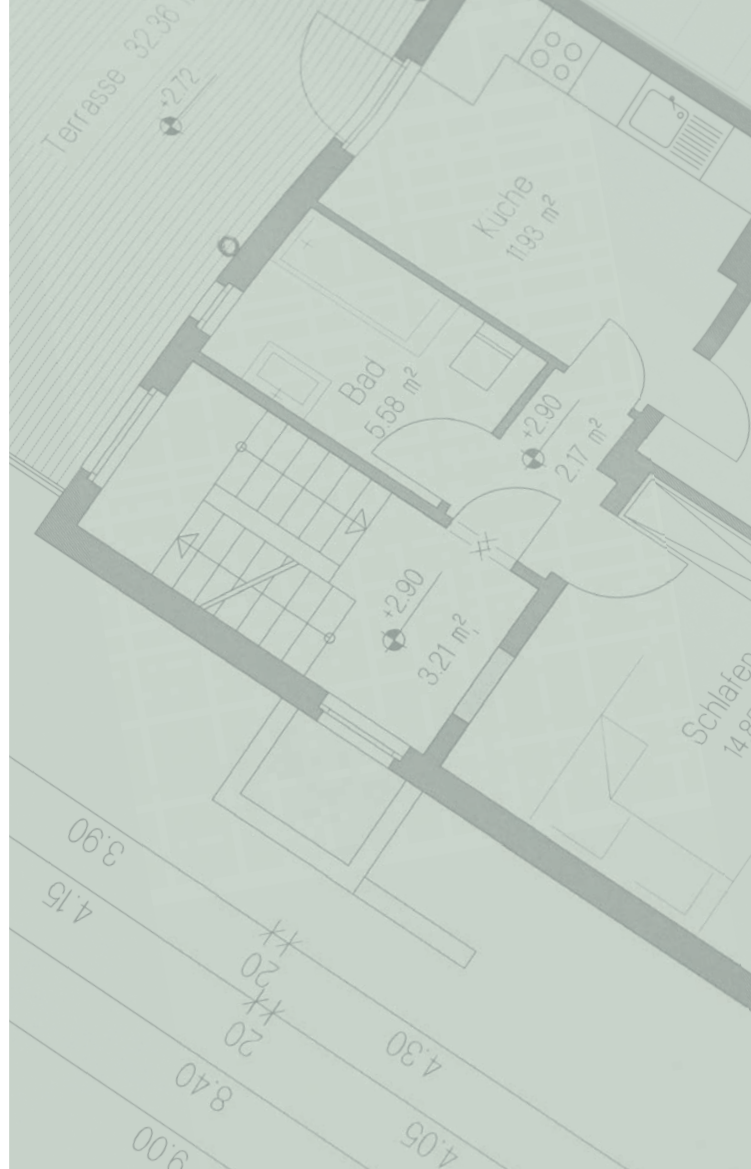 Terrasse 32.36
+2.72
Küche
11.93 m²
Bad
5.58 m²
+2.90
2.17 m²
+2.90
3.21 m²
Schlafen
14.8
3.90
20
4.30
4.15
20
4.05
8.40
9.00